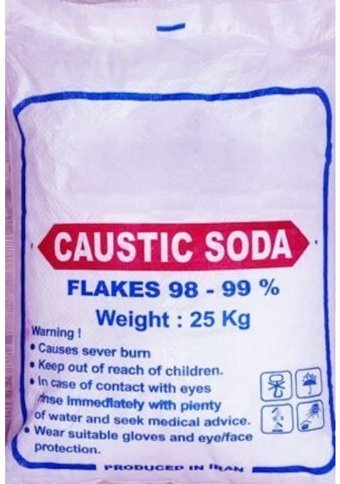 CAUSTIC SODA
FLAKES 98 - 99 %
Weight : 25 Kg
Warning !
• Causes sever burn
• Keep out of reach of children.
• In case of contact with eyes
rinse Immediately with plenty
of water and seek medical advice.
• Wear suitable gloves and eye/face
protection.
PRODUCED IN IRAN